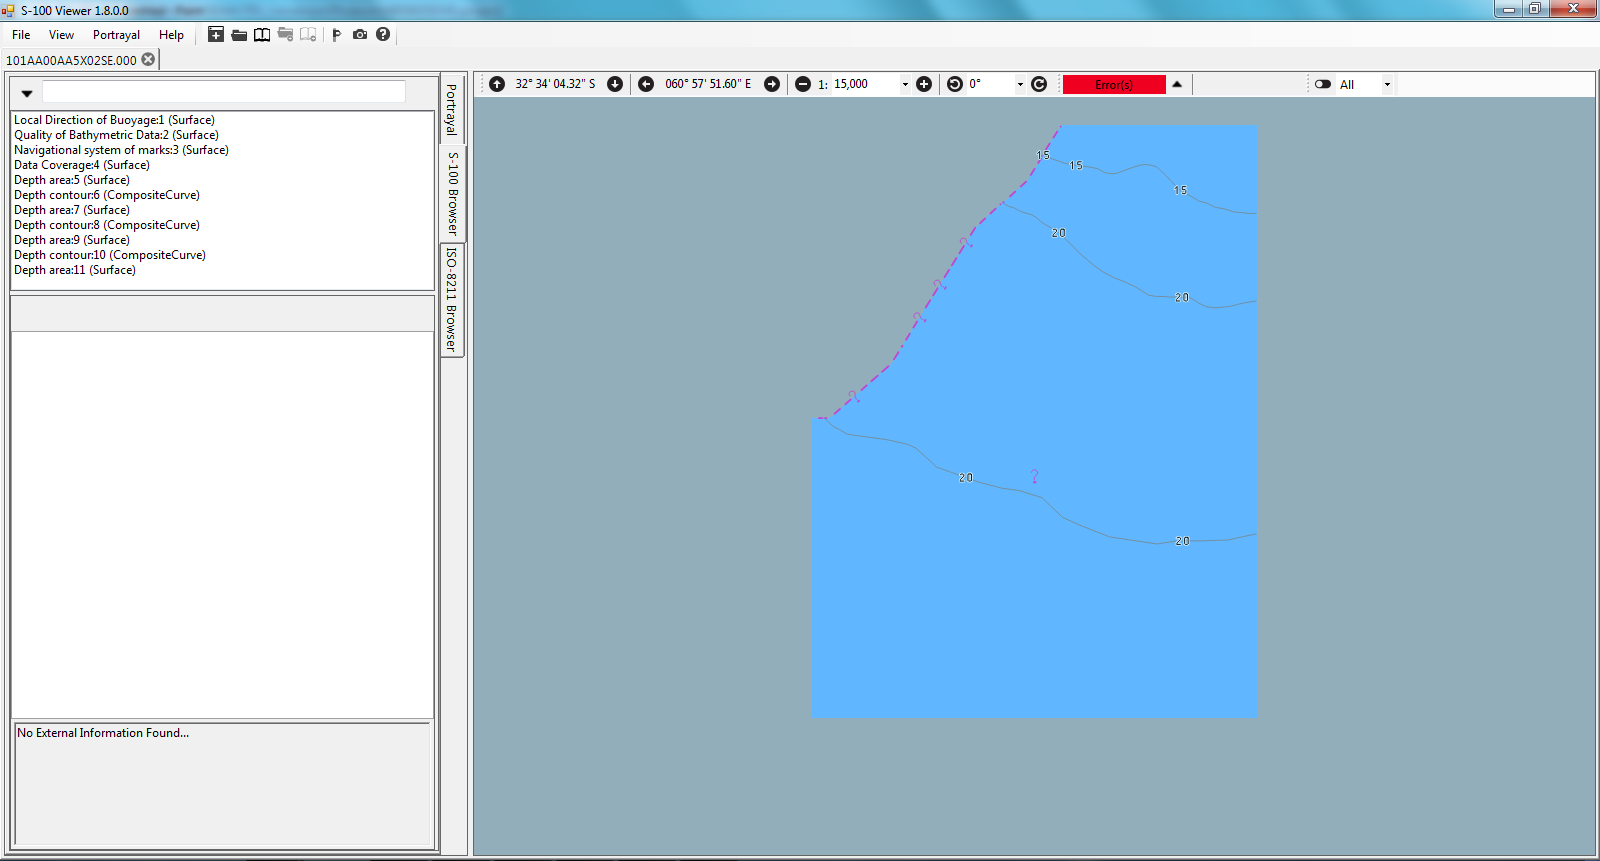 S-100 Viewer 1.8.0.0
File View Portrayal Help
101AA00AA5X02SE.000
32° 34' 04.32" S 060° 57' 51.60" E 1: 15,000 0° Error(s) All
Local Direction of Buoyage:1 (Surface)
Quality of Bathymetric Data:2 (Surface)
Navigational system of marks:3 (Surface)
Data Coverage:4 (Surface)
Depth area:5 (Surface)
Depth contour:6 (CompositeCurve)
Depth area:7 (Surface)
Depth contour:8 (CompositeCurve)
Depth area:9 (Surface)
Depth contour:10 (CompositeCurve)
Depth area:11 (Surface)
No External Information Found...
Portrayal
S-100 Browser
ISO-8211 Browser
15
15
15
20
?
?
20
?
?
20
?
20